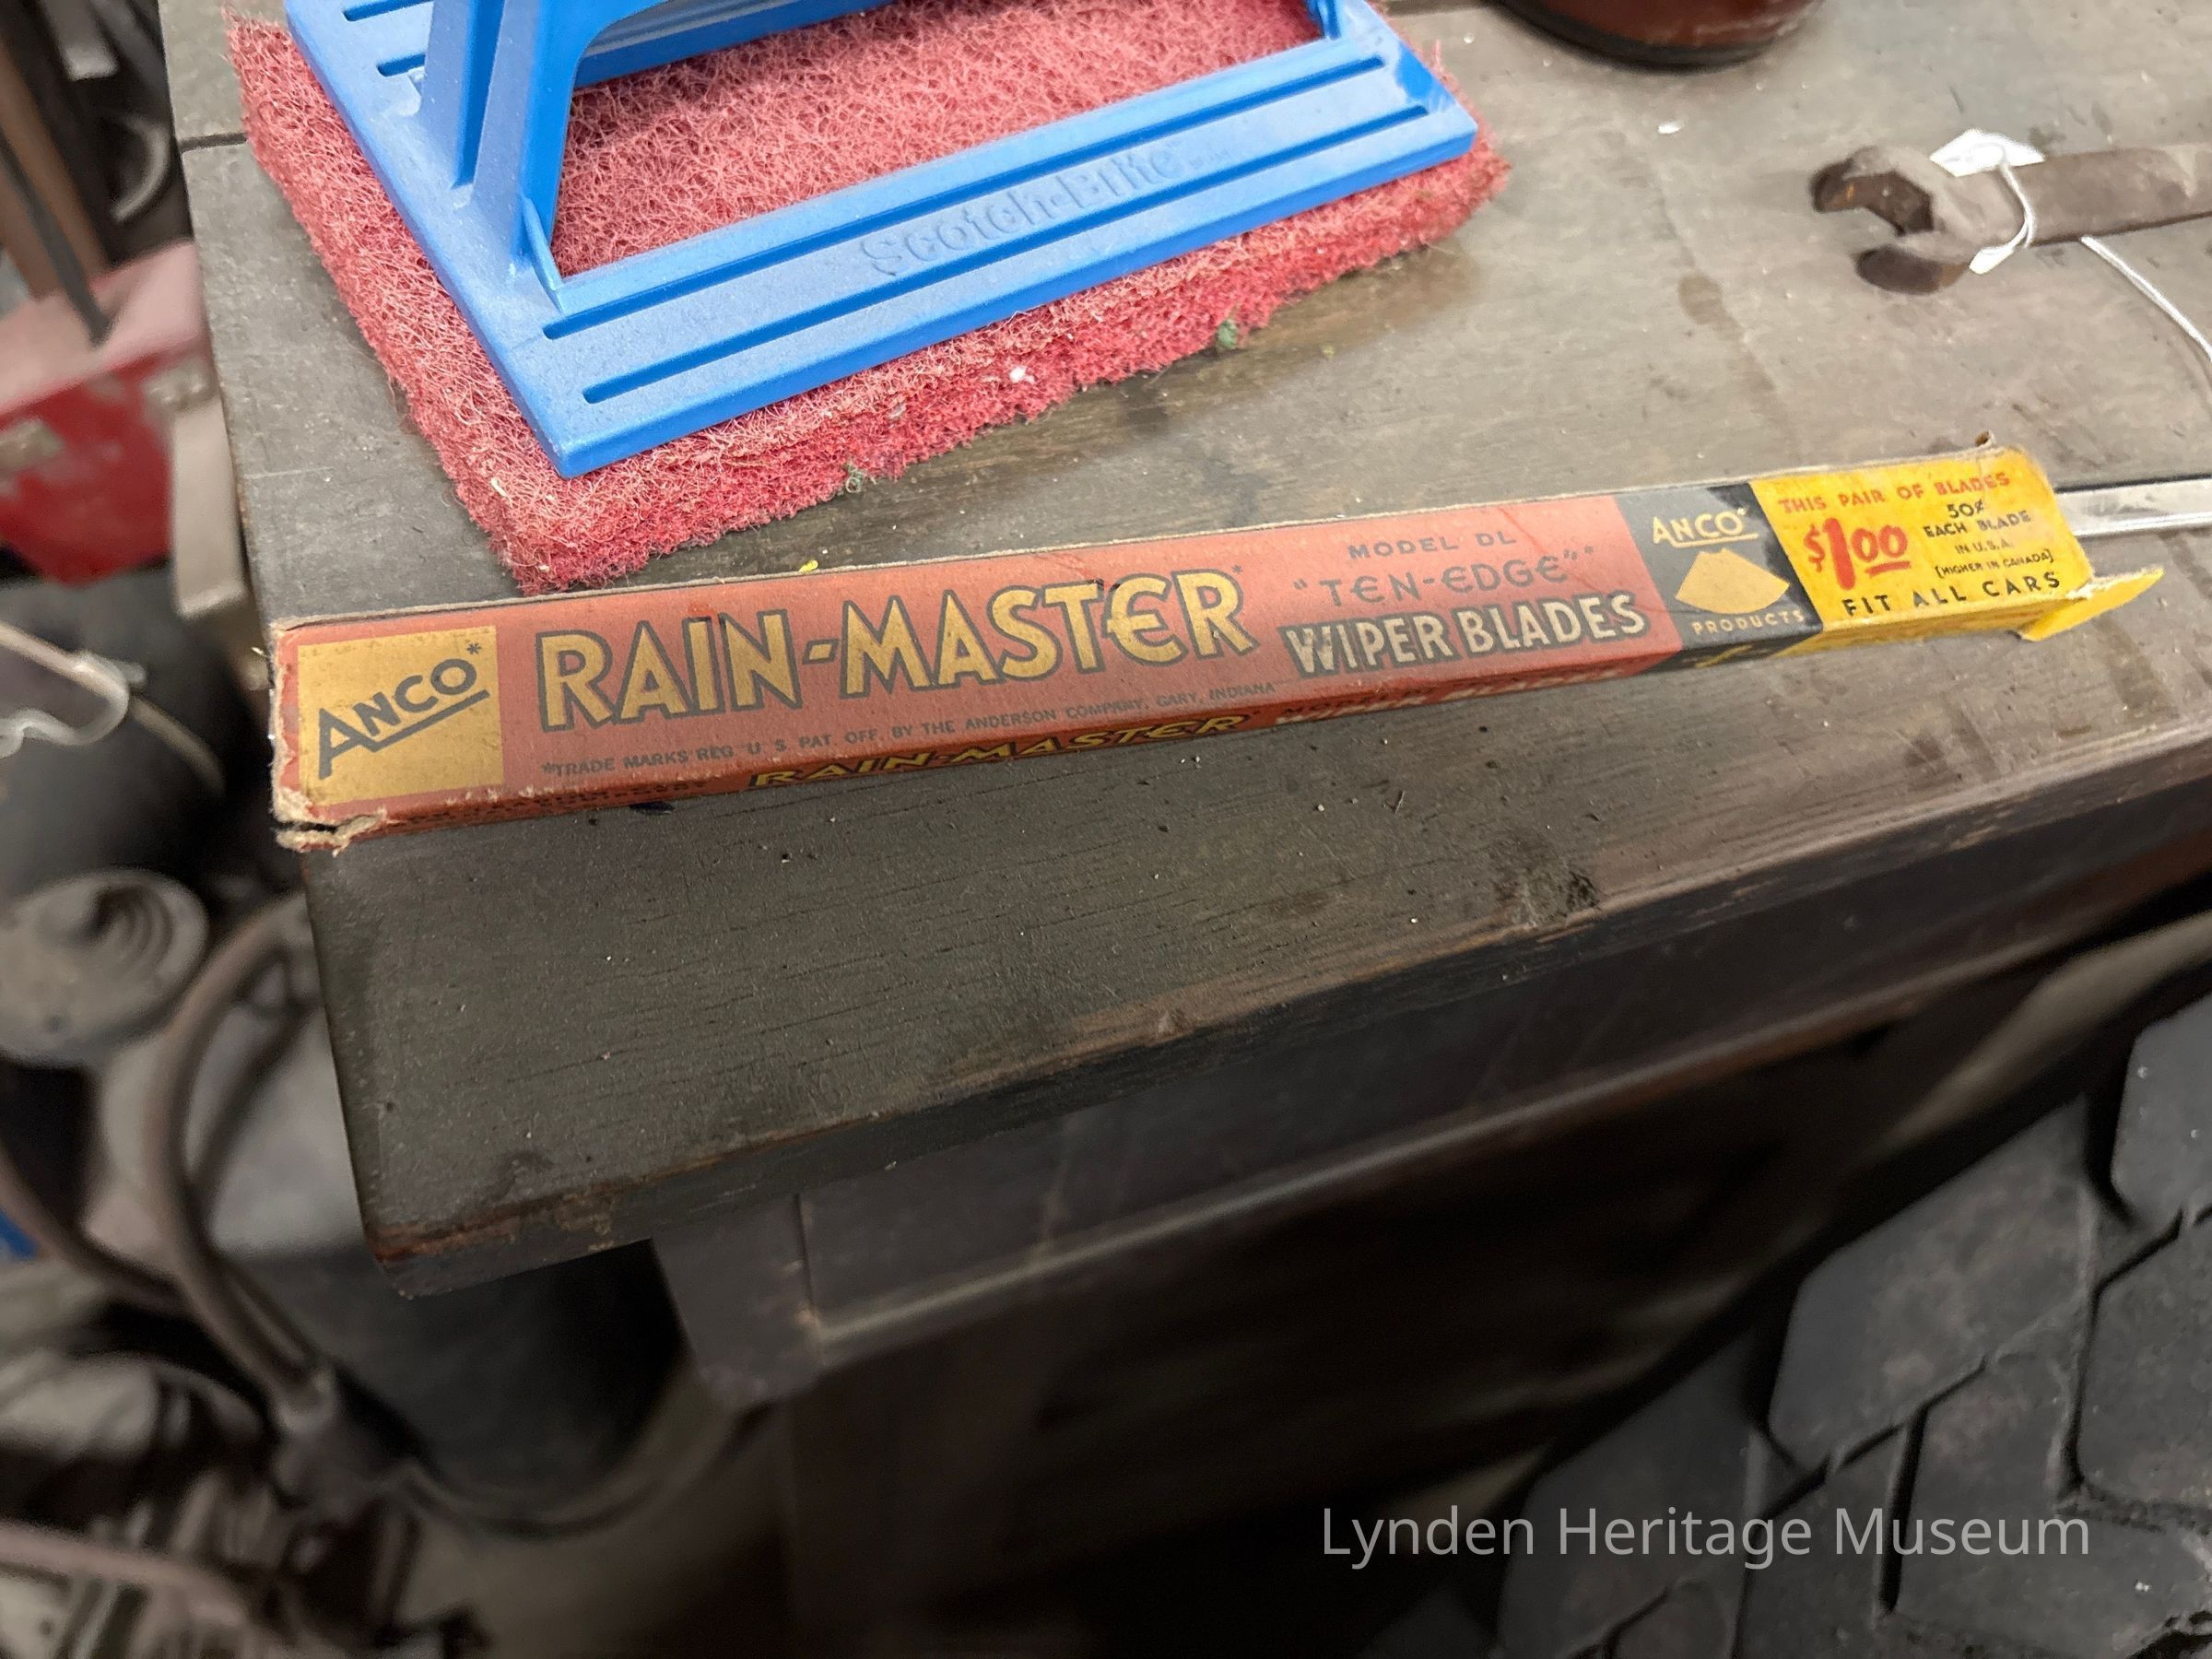 Scotch-Brite
ANCO*
RAIN-MASTER*
*TRADE MARKS REG. U S PAT OFF. BY THE ANDERSON COMPANY, GARY, INDIANA
MODEL DL
"TEN-EDGE"*
WIPER BLADES
ANCO*
PRODUCTS
THIS PAIR OF BLADES
$1.00
50¢
EACH BLADE
IN U.S.A.
[HIGHER IN CANADA]
FIT ALL CARS
RAIN-MASTER*
WIPER BLADES
Lynden Heritage Museum